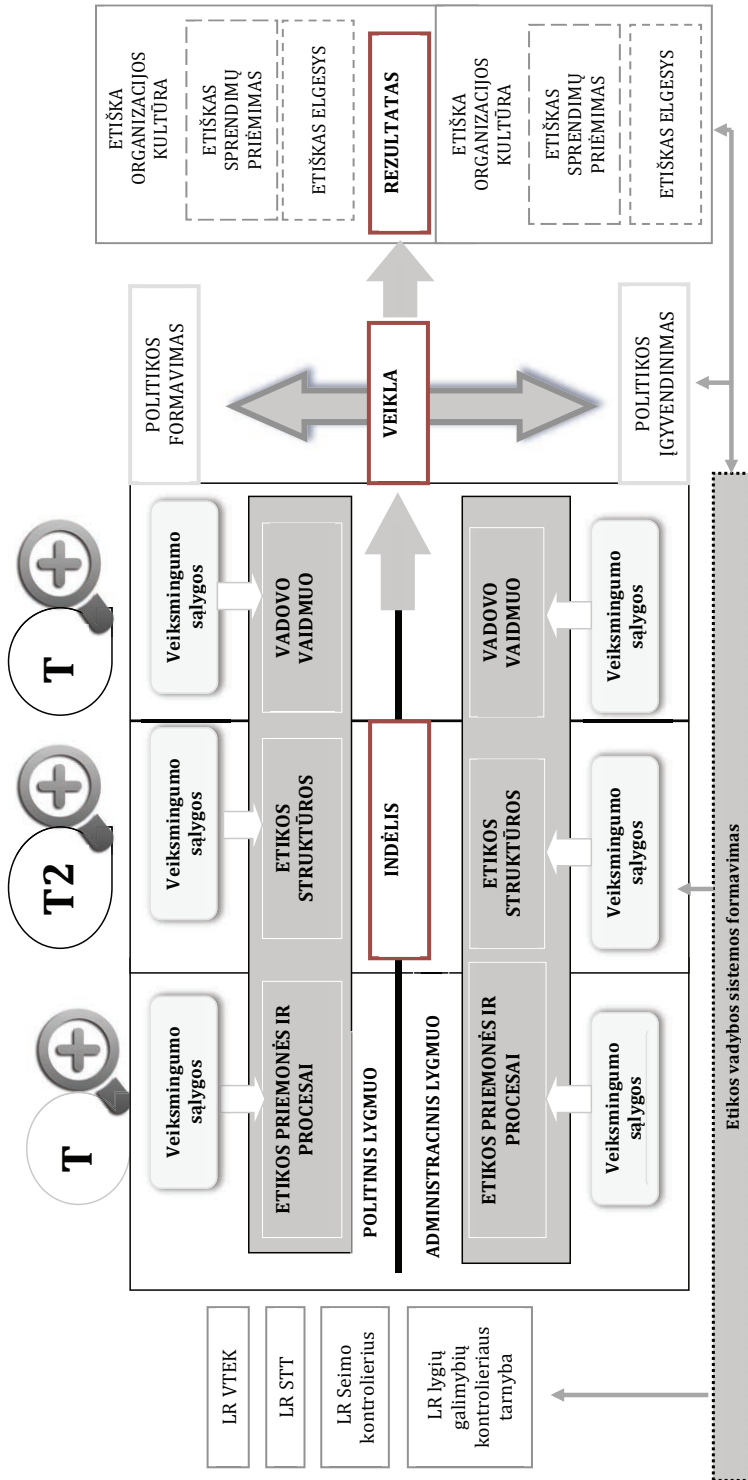 T
T2
T
LR VTEK
LR STT
LR Seimo
kontrolierius
LR lygių
galimybių
kontrolieriaus
tarnyba
Veiksmingumo
sąlygos
Veiksmingumo
sąlygos
Veiksmingumo
sąlygos
ETIKOS PRIEMONĖS IR
PROCESAI
ETIKOS
STRUKTŪROS
VADOVO
VAIDMUO
POLITINIS LYGMUO
INDĖLIS
ADMINISTRACINIS LYGMUO
ETIKOS PRIEMONĖS IR
PROCESAI
ETIKOS
STRUKTŪROS
VADOVO
VAIDMUO
Veiksmingumo
sąlygos
Veiksmingumo
sąlygos
Veiksmingumo
sąlygos
POLITIKOS
FORMAVIMAS
VEIKLA
POLITIKOS
ĮGYVENDINIMAS
ETIŠKA
ORGANIZACIJOS
KULTŪRA
ETIŠKAS
SPRENDIMŲ
PRIĖMIMAS
ETIŠKAS ELGESYS
REZULTATAS
ETIŠKA
ORGANIZACIJOS
KULTŪRA
ETIŠKAS
SPRENDIMŲ
PRIĖMIMAS
ETIŠKAS ELGESYS
Etikos vadybos sistemos formavimas